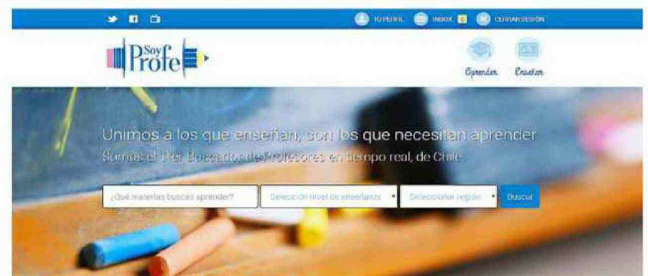 TU PERFIL INBOX CERRAR SESIÓN
Soy
Profe
Aprender Enseñar
Unimos a los que enseñan, con los que necesitan aprender
Somos el 1er Buscador de Profesores en tiempo real, de Chile
¿Qué materias buscas aprender? Selección nivel de enseñanza Seleccionar región Buscar